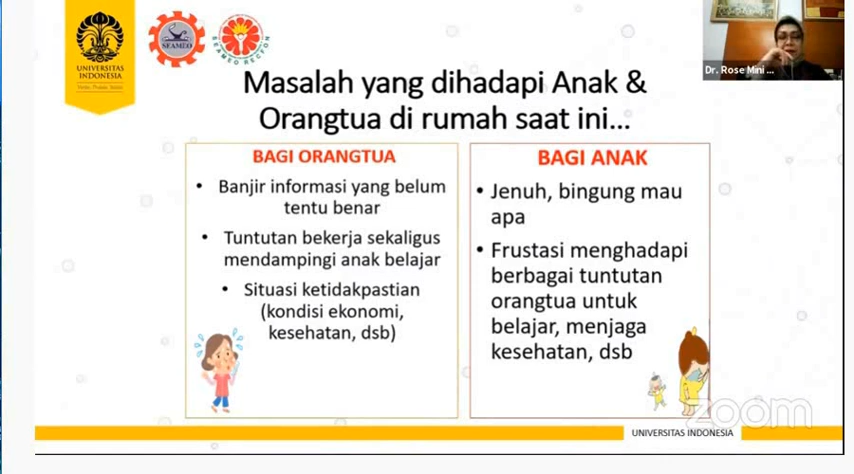 UNIVERSITAS
INDONESIA
SEAMEO
SEAMEO RECFON
Dr. Rose Mini ...
Masalah yang dihadapi Anak &
Orangtua di rumah saat ini...
BAGI ORANGTUA
• Banjir informasi yang belum
tentu benar
• Tuntutan bekerja sekaligus
mendampingi anak belajar
• Situasi ketidakpastian
(kondisi ekonomi,
kesehatan, dsb)
BAGI ANAK
• Jenuh, bingung mau
apa
• Frustasi menghadapi
berbagai tuntutan
orangtua untuk
belajar, menjaga
kesehatan, dsb
zoom
UNIVERSITAS INDONESIA